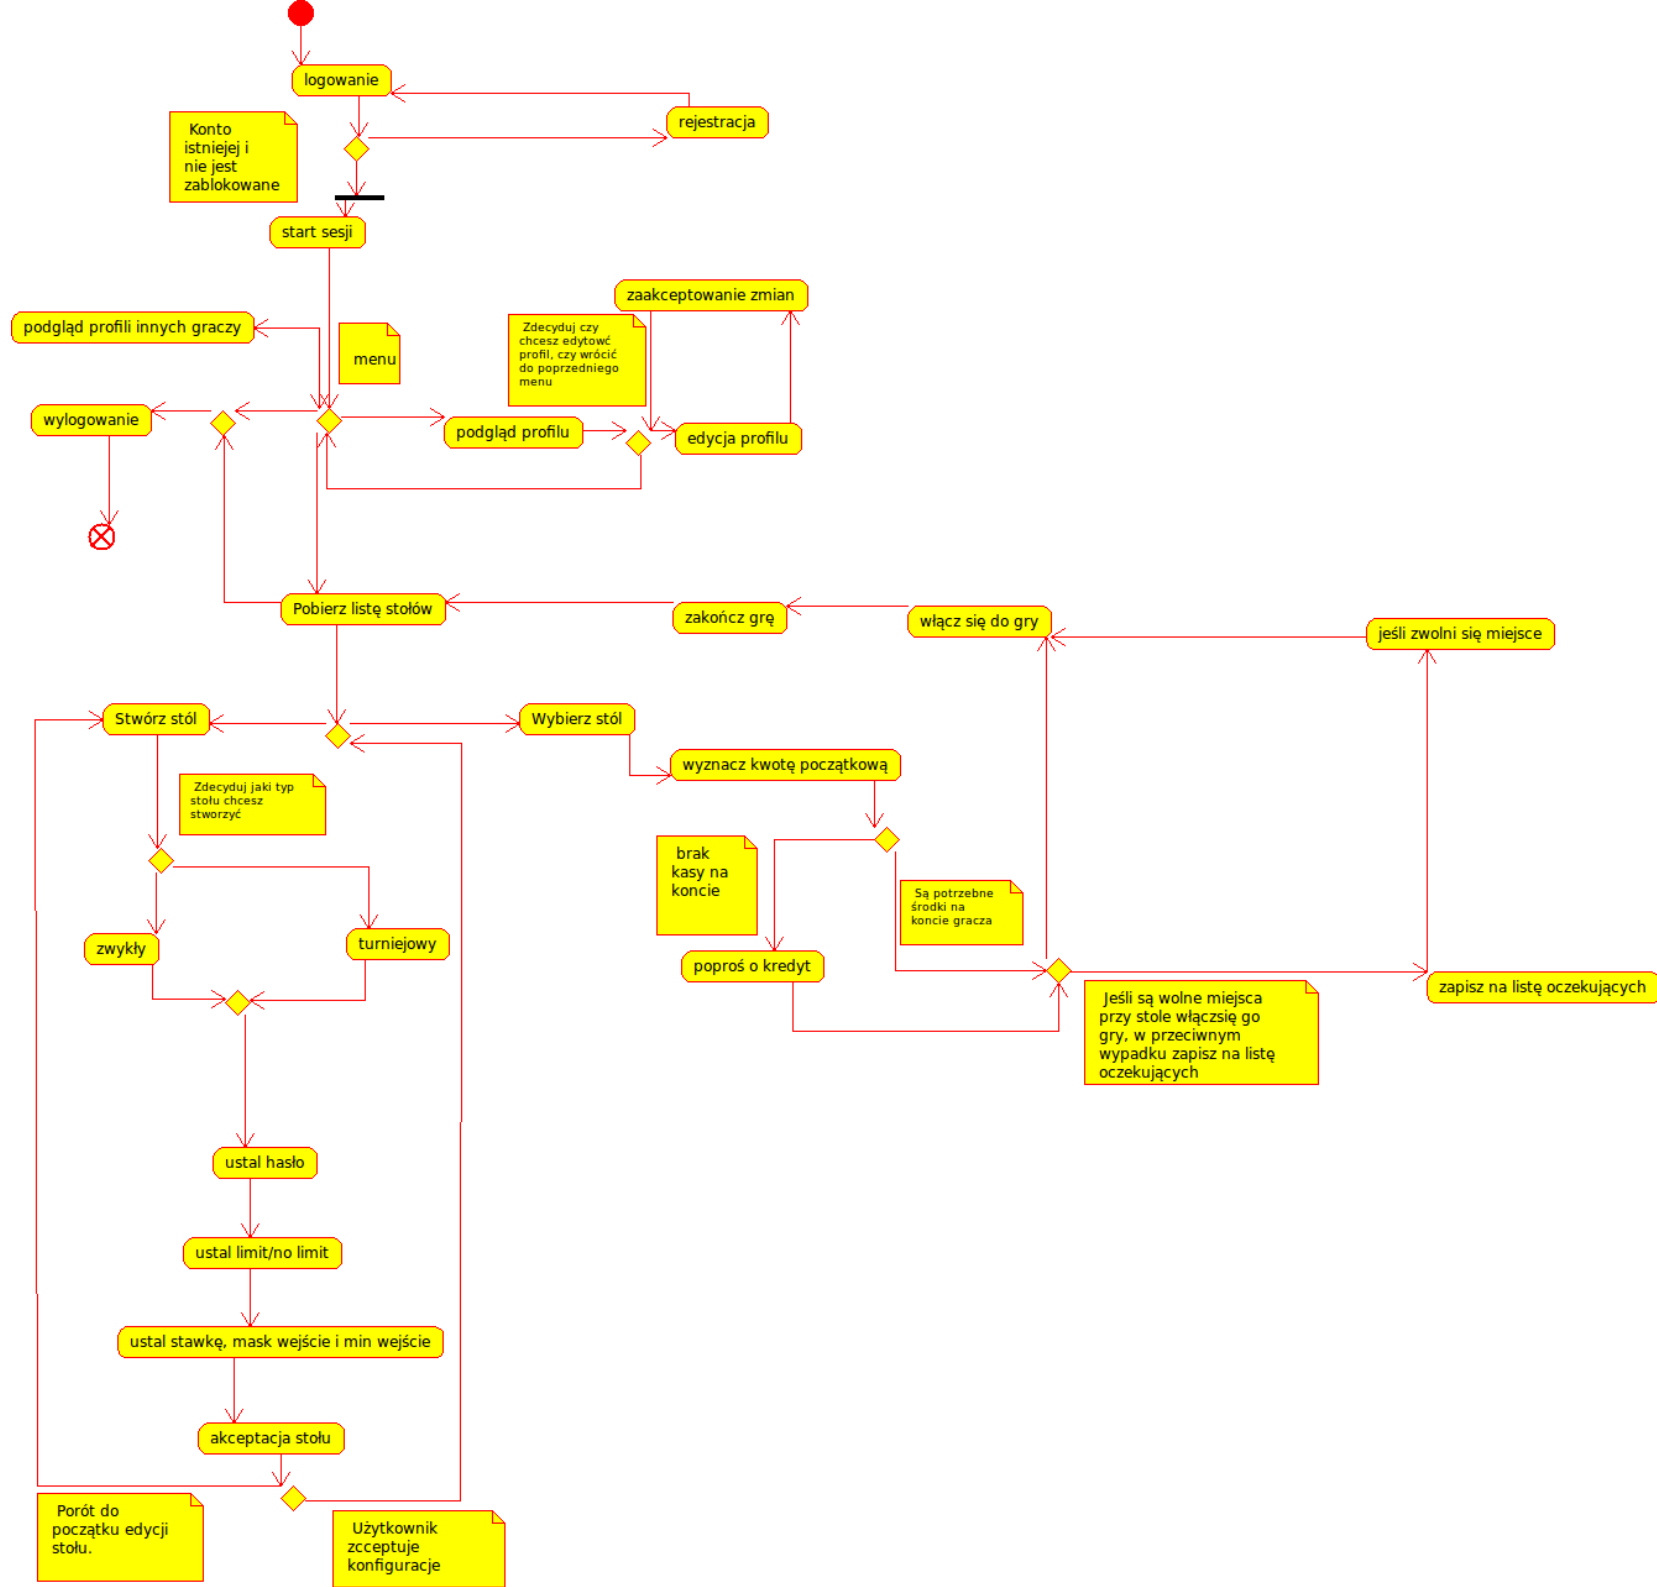 logowanie
rejestracja
Konto
istniejej i
nie jest
zablokowane
start sesji
zaakceptowanie zmian
podgląd profili innych graczy
menu
Zdecyduj czy
chcesz edytowć
profil, czy wrócić
do poprzedniego
menu
wylogowanie
podgląd profilu
edycja profilu
Pobierz listę stołów
zakończ grę
włącz się do gry
jeśli zwolni się miejsce
Stwórz stól
Wybierz stól
wyznacz kwotę początkową
Zdecyduj jaki typ
stołu chcesz
stworzyć
brak
kasy na
koncie
Są potrzebne
środki na
koncie gracza
zwykły
turniejowy
poproś o kredyt
zapisz na listę oczekujących
Jeśli są wolne miejsca
przy stole włączsię go
gry, w przeciwnym
wypadku zapisz na listę
oczekujących
ustal hasło
ustal limit/no limit
ustal stawkę, mask wejście i min wejście
akceptacja stołu
Porót do
początku edycji
stołu.
Użytkownik
zcceptuje
konfiguracje